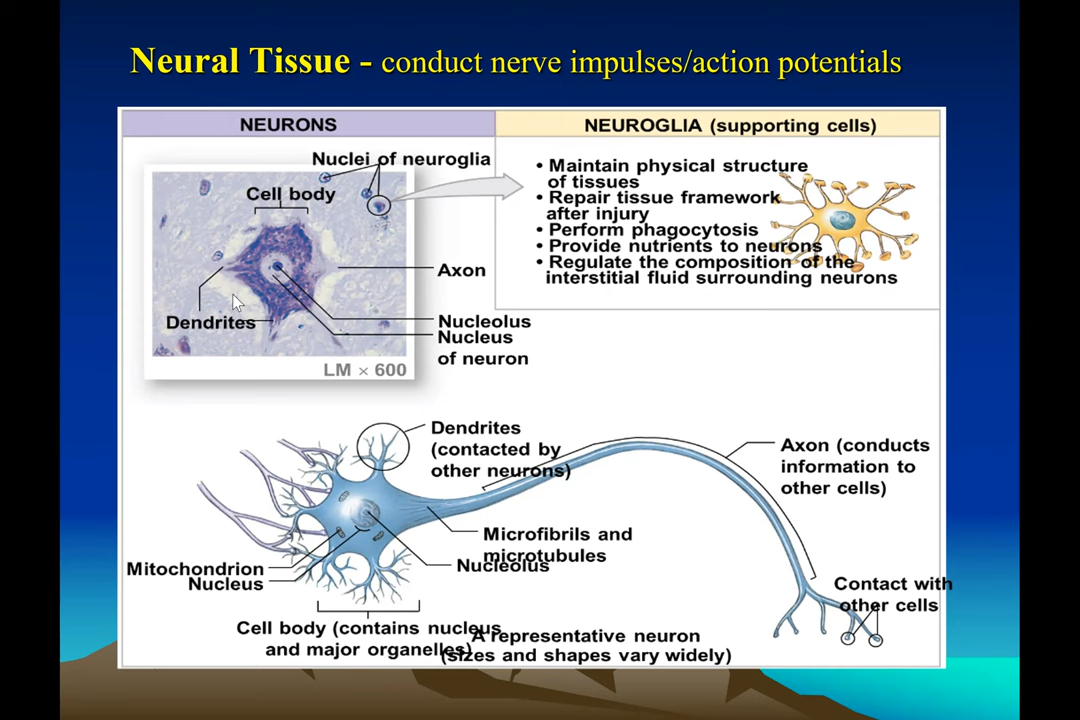 Neural Tissue - conduct nerve impulses/action potentials
NEURONS
NEUROGLIA (supporting cells)
Nuclei of neuroglia
Cell body
Axon
Dendrites
Nucleolus
Nucleus
of neuron
LM × 600
• Maintain physical structure
of tissues
• Repair tissue framework
after injury
• Perform phagocytosis
• Provide nutrients to neurons
• Regulate the composition of the
interstitial fluid surrounding neurons
Dendrites
(contacted by
other neurons)
Axon (conducts
information to
other cells)
Microfibrils and
microtubules
Nucleolus
Mitochondrion
Nucleus
Contact with
other cells
Cell body (contains nucleus
and major organelles)
A representative neuron
(sizes and shapes vary widely)